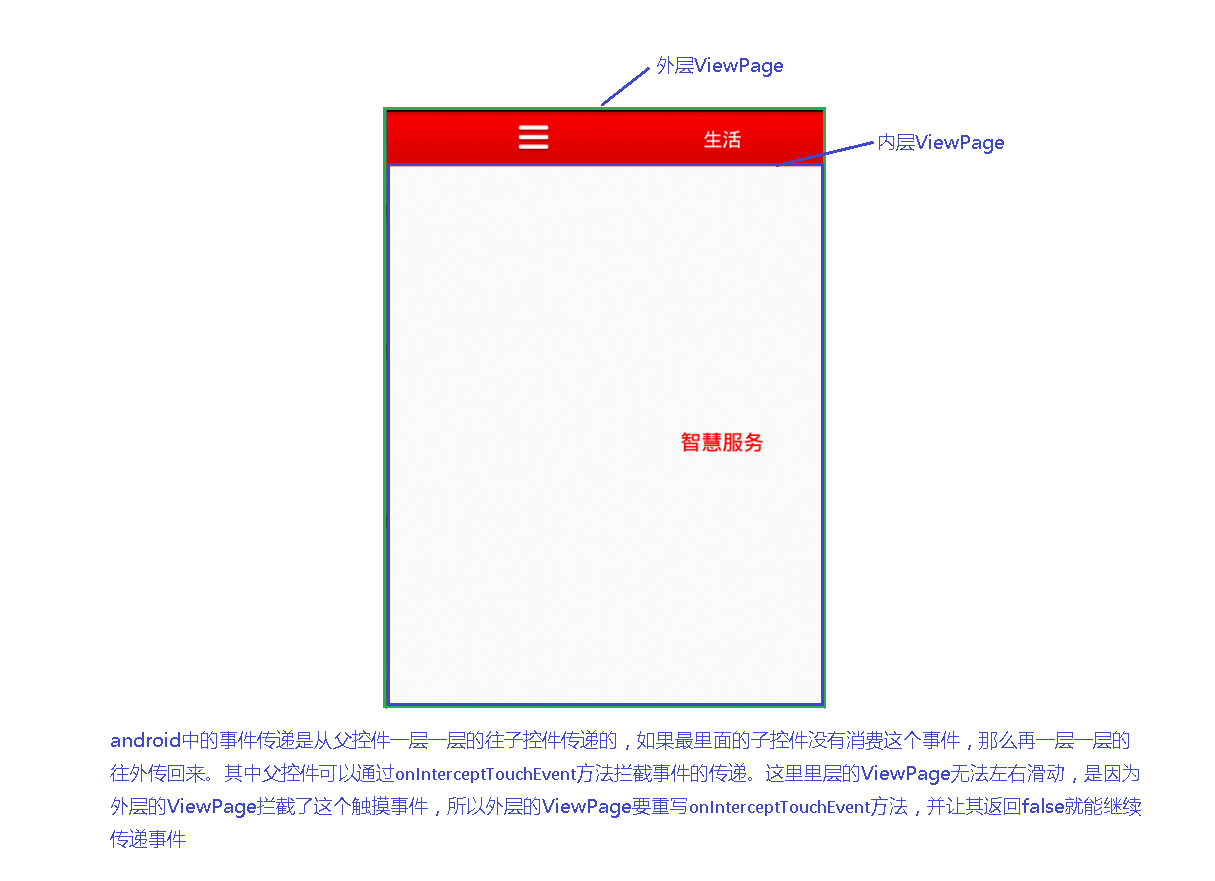 外层ViewPage
生活
内层ViewPage
智慧服务
android中的事件传递是从父控件一层一层的往子控件传递的，如果最里面的子控件没有消费这个事件，那么再一层一层的
往外传回来。其中父控件可以通过onInterceptTouchEvent方法拦截事件的传递。这里里层的ViewPage无法左右滑动，是因为
外层的ViewPage拦截了这个触摸事件，所以外层的ViewPage要重写onInterceptTouchEvent方法，并让其返回false就能继续
传递事件